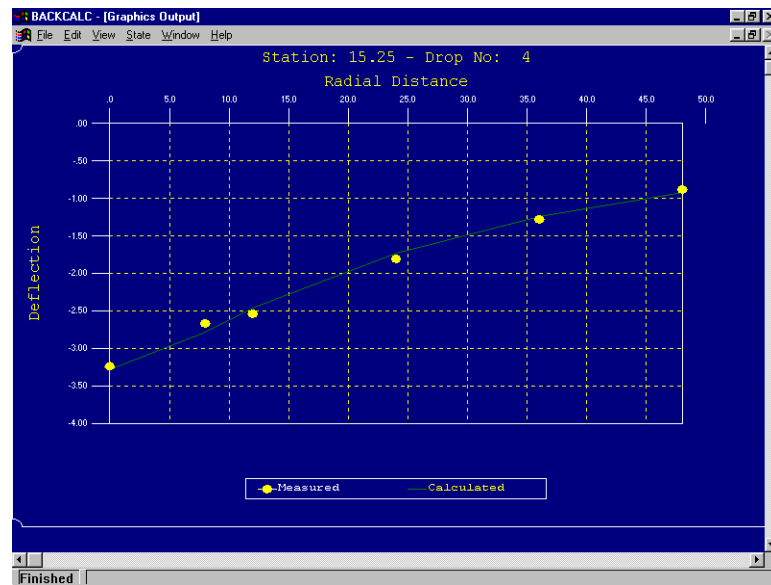 BACKCALC - [Graphics Output]
File Edit View State Window Help
Station: 15.25 - Drop No: 4
Radial Distance
.0 5.0 10.0 15.0 20.0 25.0 30.0 35.0 40.0 45.0 50.0
.00
-.50
-1.00
-1.50
-2.00
-2.50
-3.00
-3.50
-4.00
Deflection
Measured Calculated
Finished